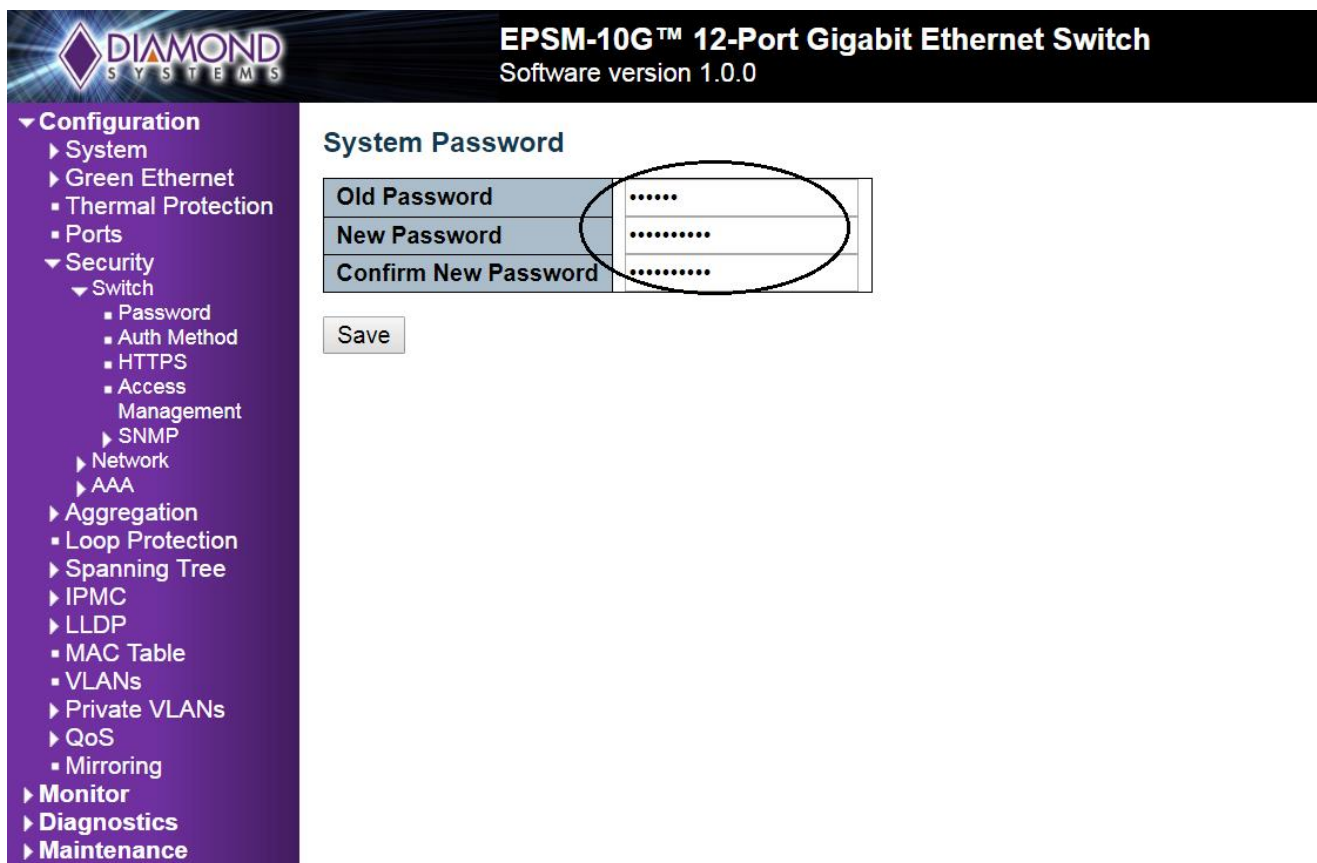 DIAMOND
SYSTEMS
EPSM-10G™ 12-Port Gigabit Ethernet Switch
Software version 1.0.0
Configuration
System
Green Ethernet
Thermal Protection
Ports
Security
Switch
Password
Auth Method
HTTPS
Access
Management
SNMP
Network
AAA
Aggregation
Loop Protection
Spanning Tree
IPMC
LLDP
MAC Table
VLANs
Private VLANs
QoS
Mirroring
Monitor
Diagnostics
Maintenance
System Password
Old Password ••••••
New Password ••••••••••
Confirm New Password ••••••••••
Save